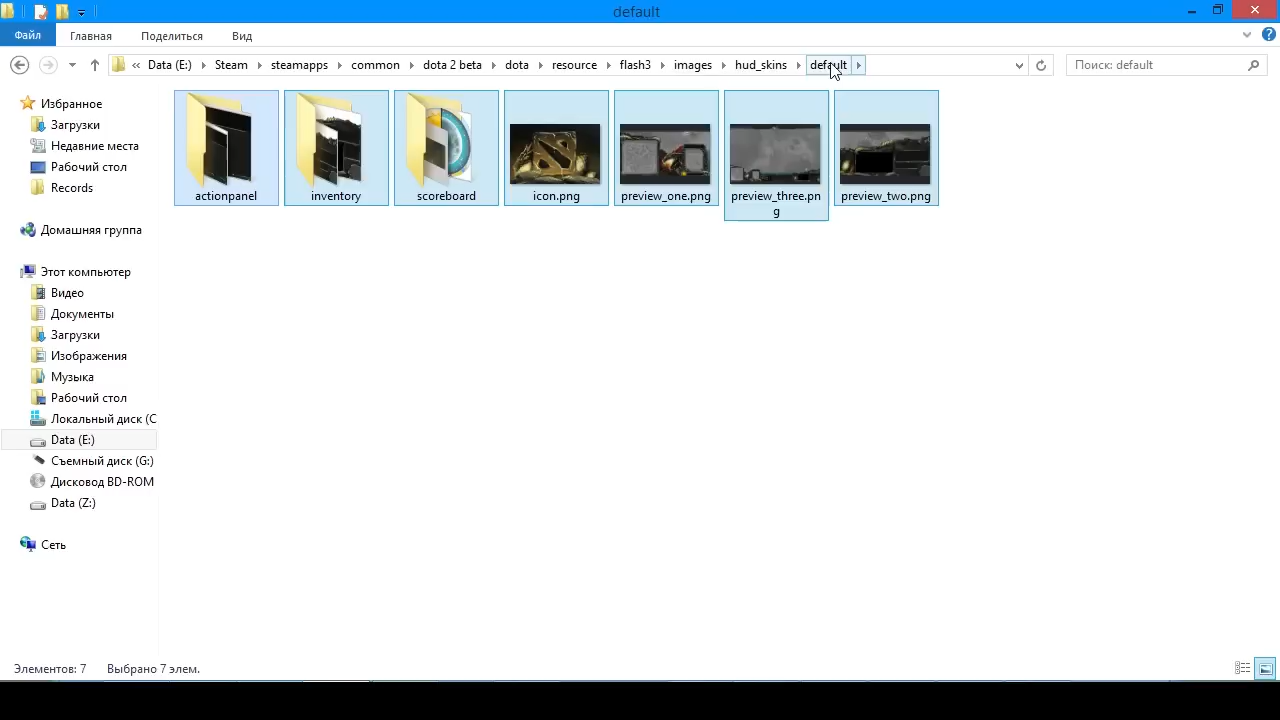 default
Файл Главная Поделиться Вид
« Data (E:) Steam steamapps common dota 2 beta dota resource flash3 images hud_skins default
Поиск: default
Избранное
Загрузки
Недавние места
Рабочий стол
Records
Домашняя группа
Этот компьютер
Видео
Документы
Загрузки
Изображения
Музыка
Рабочий стол
Локальный диск (C
Data (E:)
Съемный диск (G:)
Дисковод BD-ROM
Data (Z:)
Сеть
actionpanel
inventory
scoreboard
icon.png
preview_one.png
preview_three.pn
g
preview_two.png
Элементов: 7 Выбрано 7 элем.